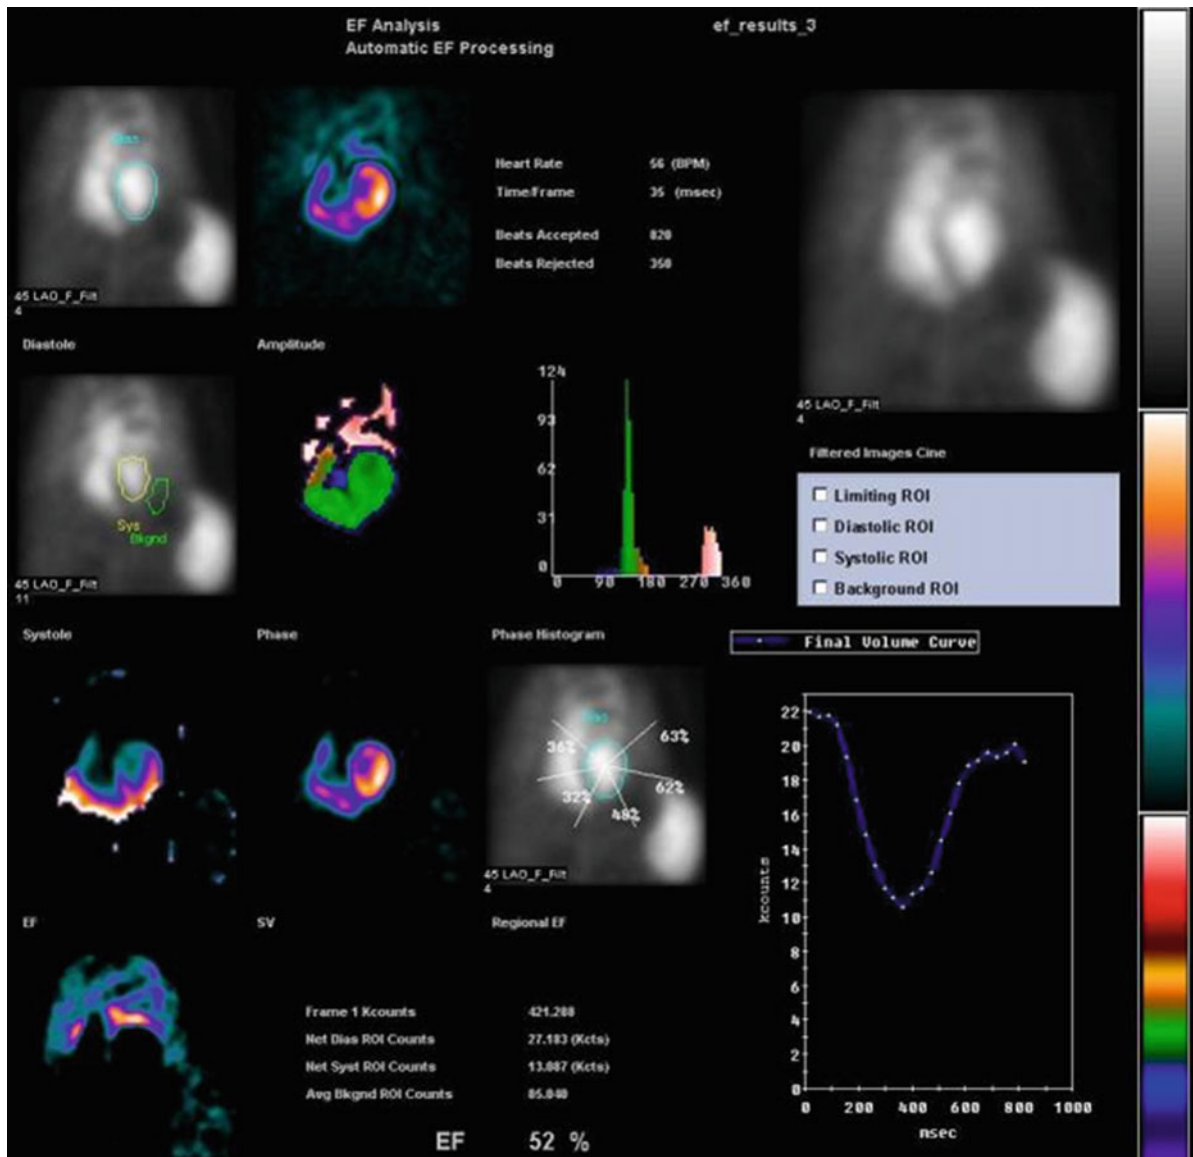 EF Analysis ef_results_3
Automatic EF Processing
Dias
45 LAO_F_Filt
4
Heart Rate 56 (BPM)
Time/Frame 35 (msec)
Beats Accepted 820
Beats Rejected 350
45 LAO_F_Filt
4
Diastole
Amplitude
Filtered Images Cine
Limiting ROI
Diastolic ROI
Systolic ROI
Background ROI
Sys
Bkgnd
45 LAO_F_Filt
11
124
93
62
31
0
0 90 180 270 360
Systole
Phase
Phase Histogram
Final Volume Curve
36%
63%
62%
32%
48%
45 LAO_F_Filt
4
EF
SV
Regional EF
22
20
18
16
14
12
10
8
6
4
2
0
kcounts
0 200 400 600 800 1000
msec
Frame 1 Kcounts 421.280
Net Dias ROI Counts 27.183 (Kcts)
Net Syst ROI Counts 13.087 (Kcts)
Avg Bkgnd ROI Counts 85.040
EF 52 %